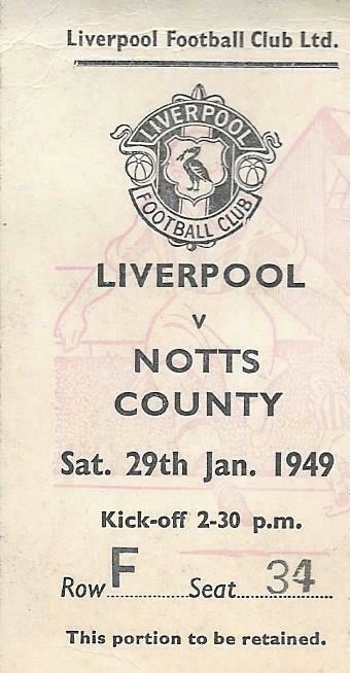 Liverpool Football Club Ltd.
LIVERPOOL
FOOTBALL CLUB
LIVERPOOL
v
NOTTS
COUNTY
Sat. 29th Jan. 1949
Kick-off 2-30 p.m.
Row F Seat 34
This portion to be retained.